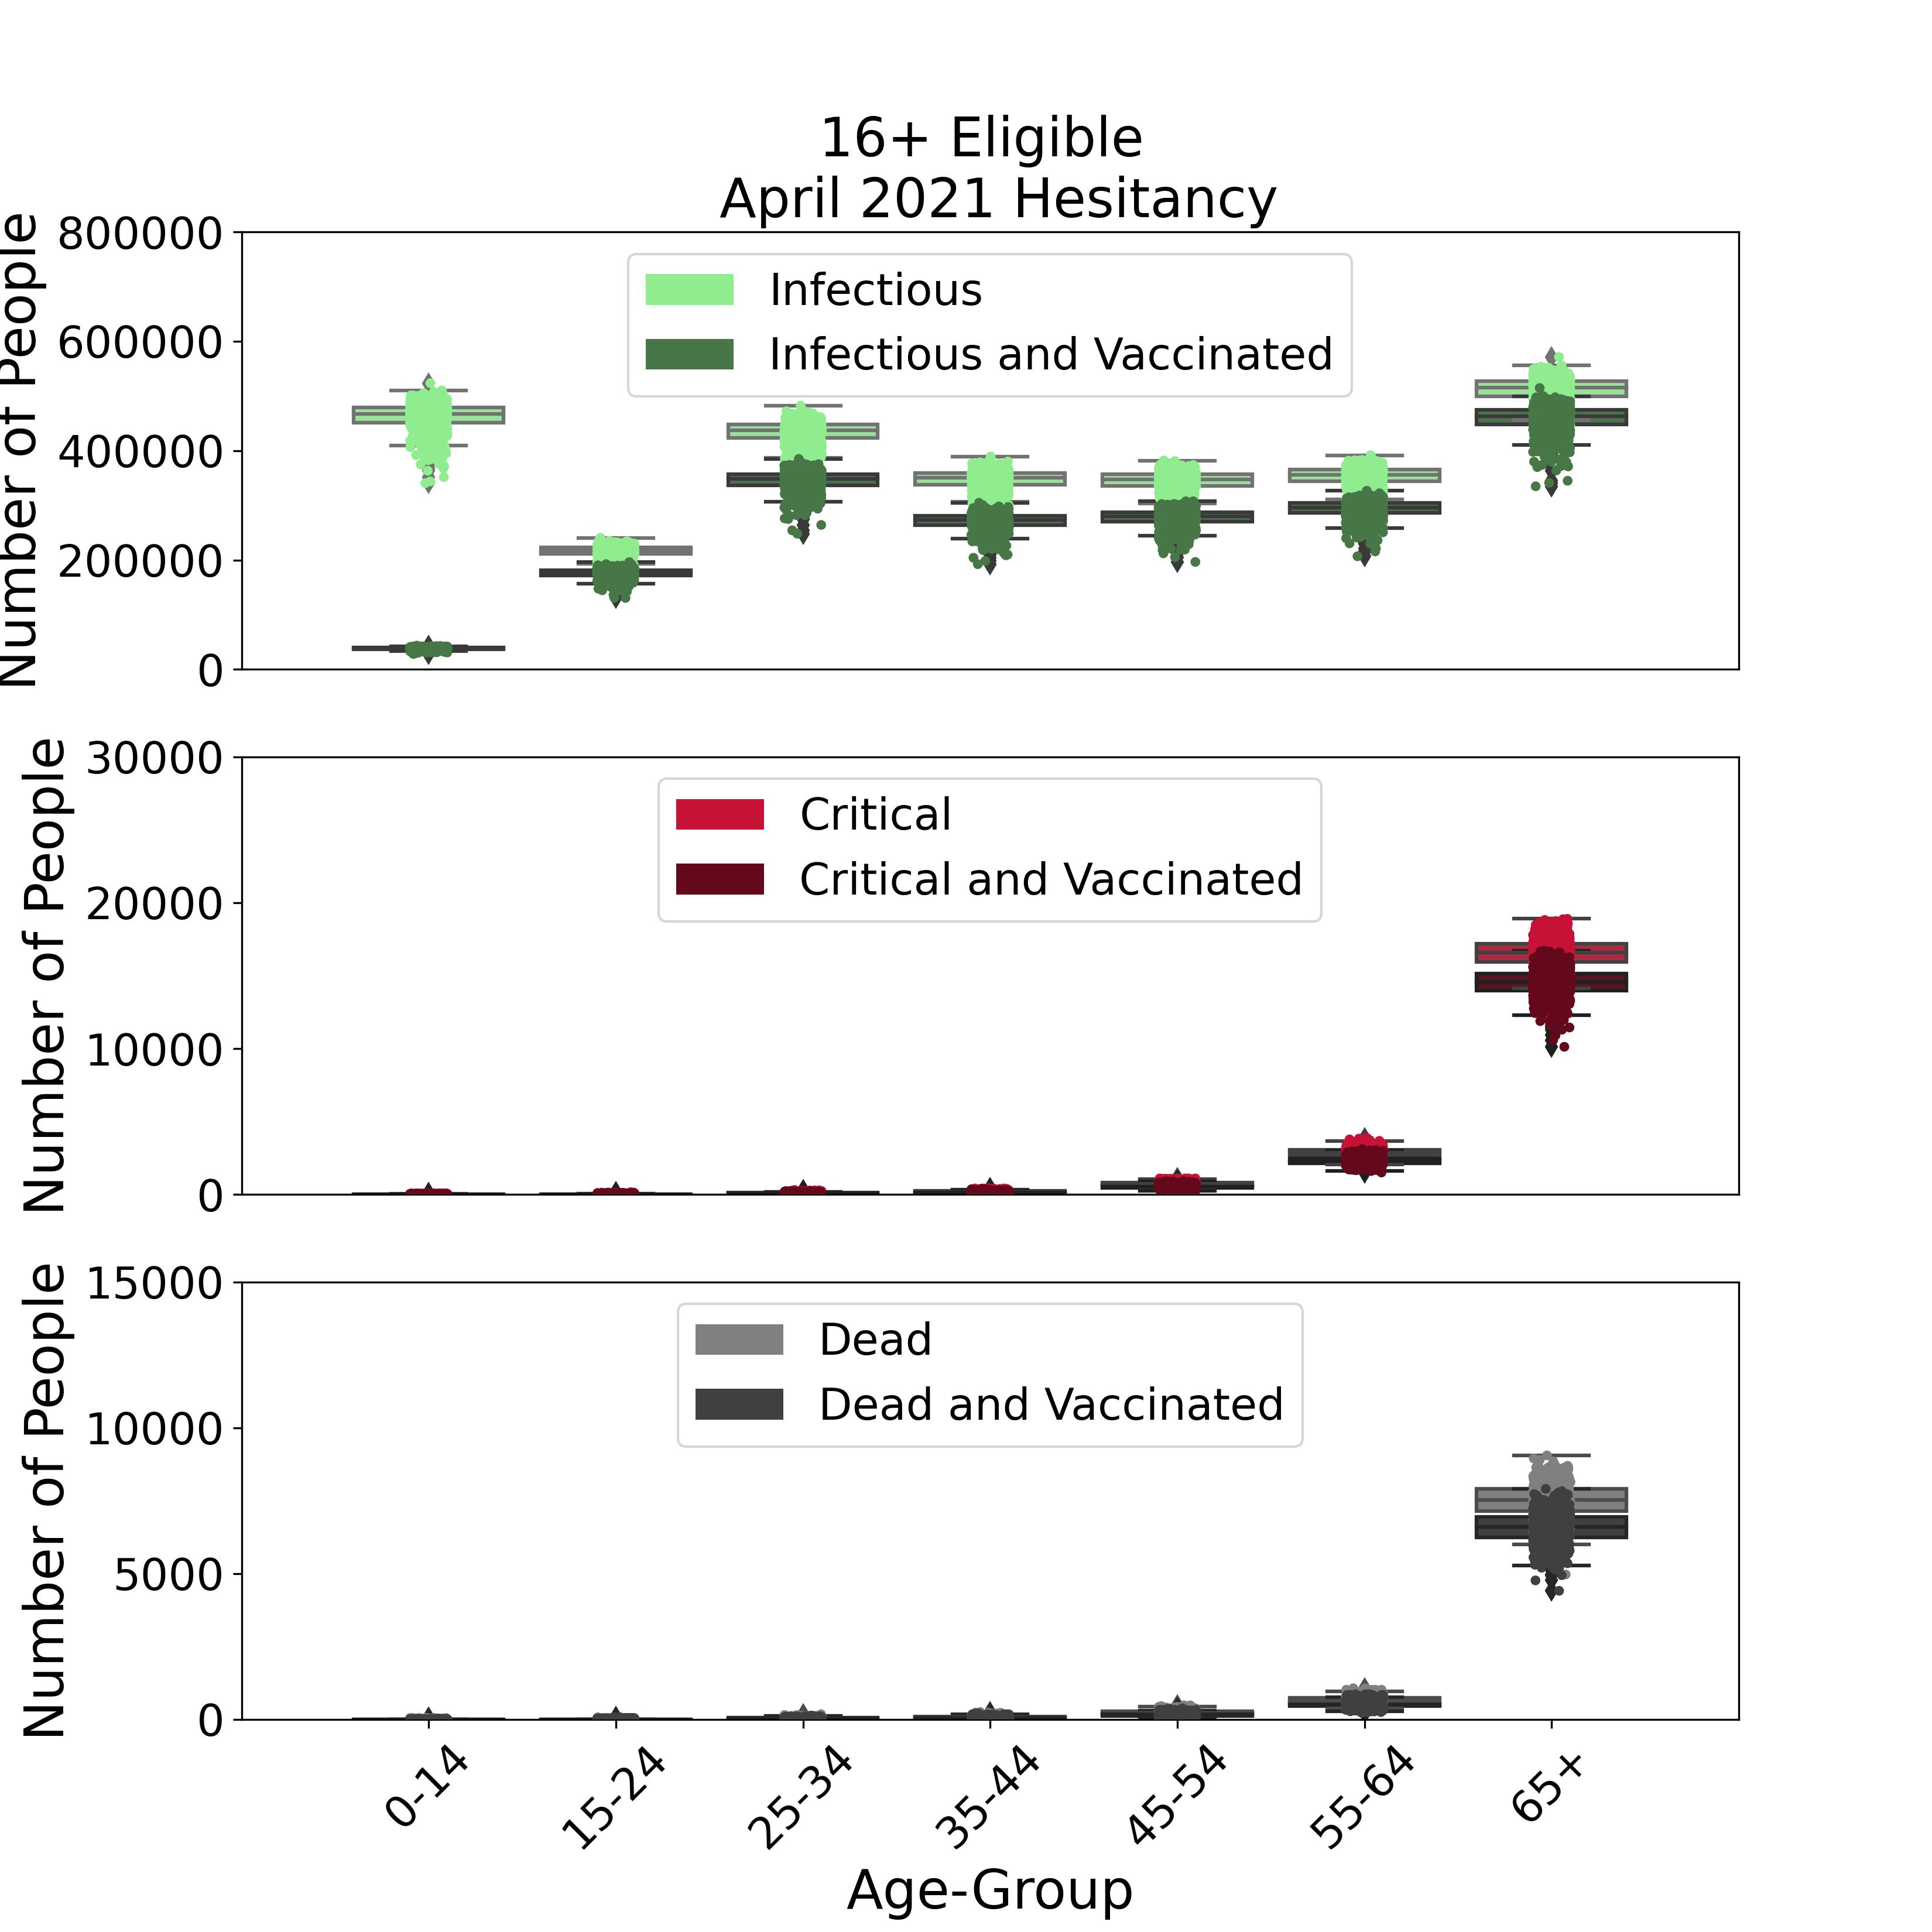 16+ Eligible
April 2021 Hesitancy
Number of People
800000
600000
400000
200000
0
Infectious
Infectious and Vaccinated
Number of People
30000
20000
10000
0
Critical
Critical and Vaccinated
Number of People
15000
10000
5000
0
Dead
Dead and Vaccinated
0-14
15-24
25-34
35-44
45-54
55-64
65+
Age-Group